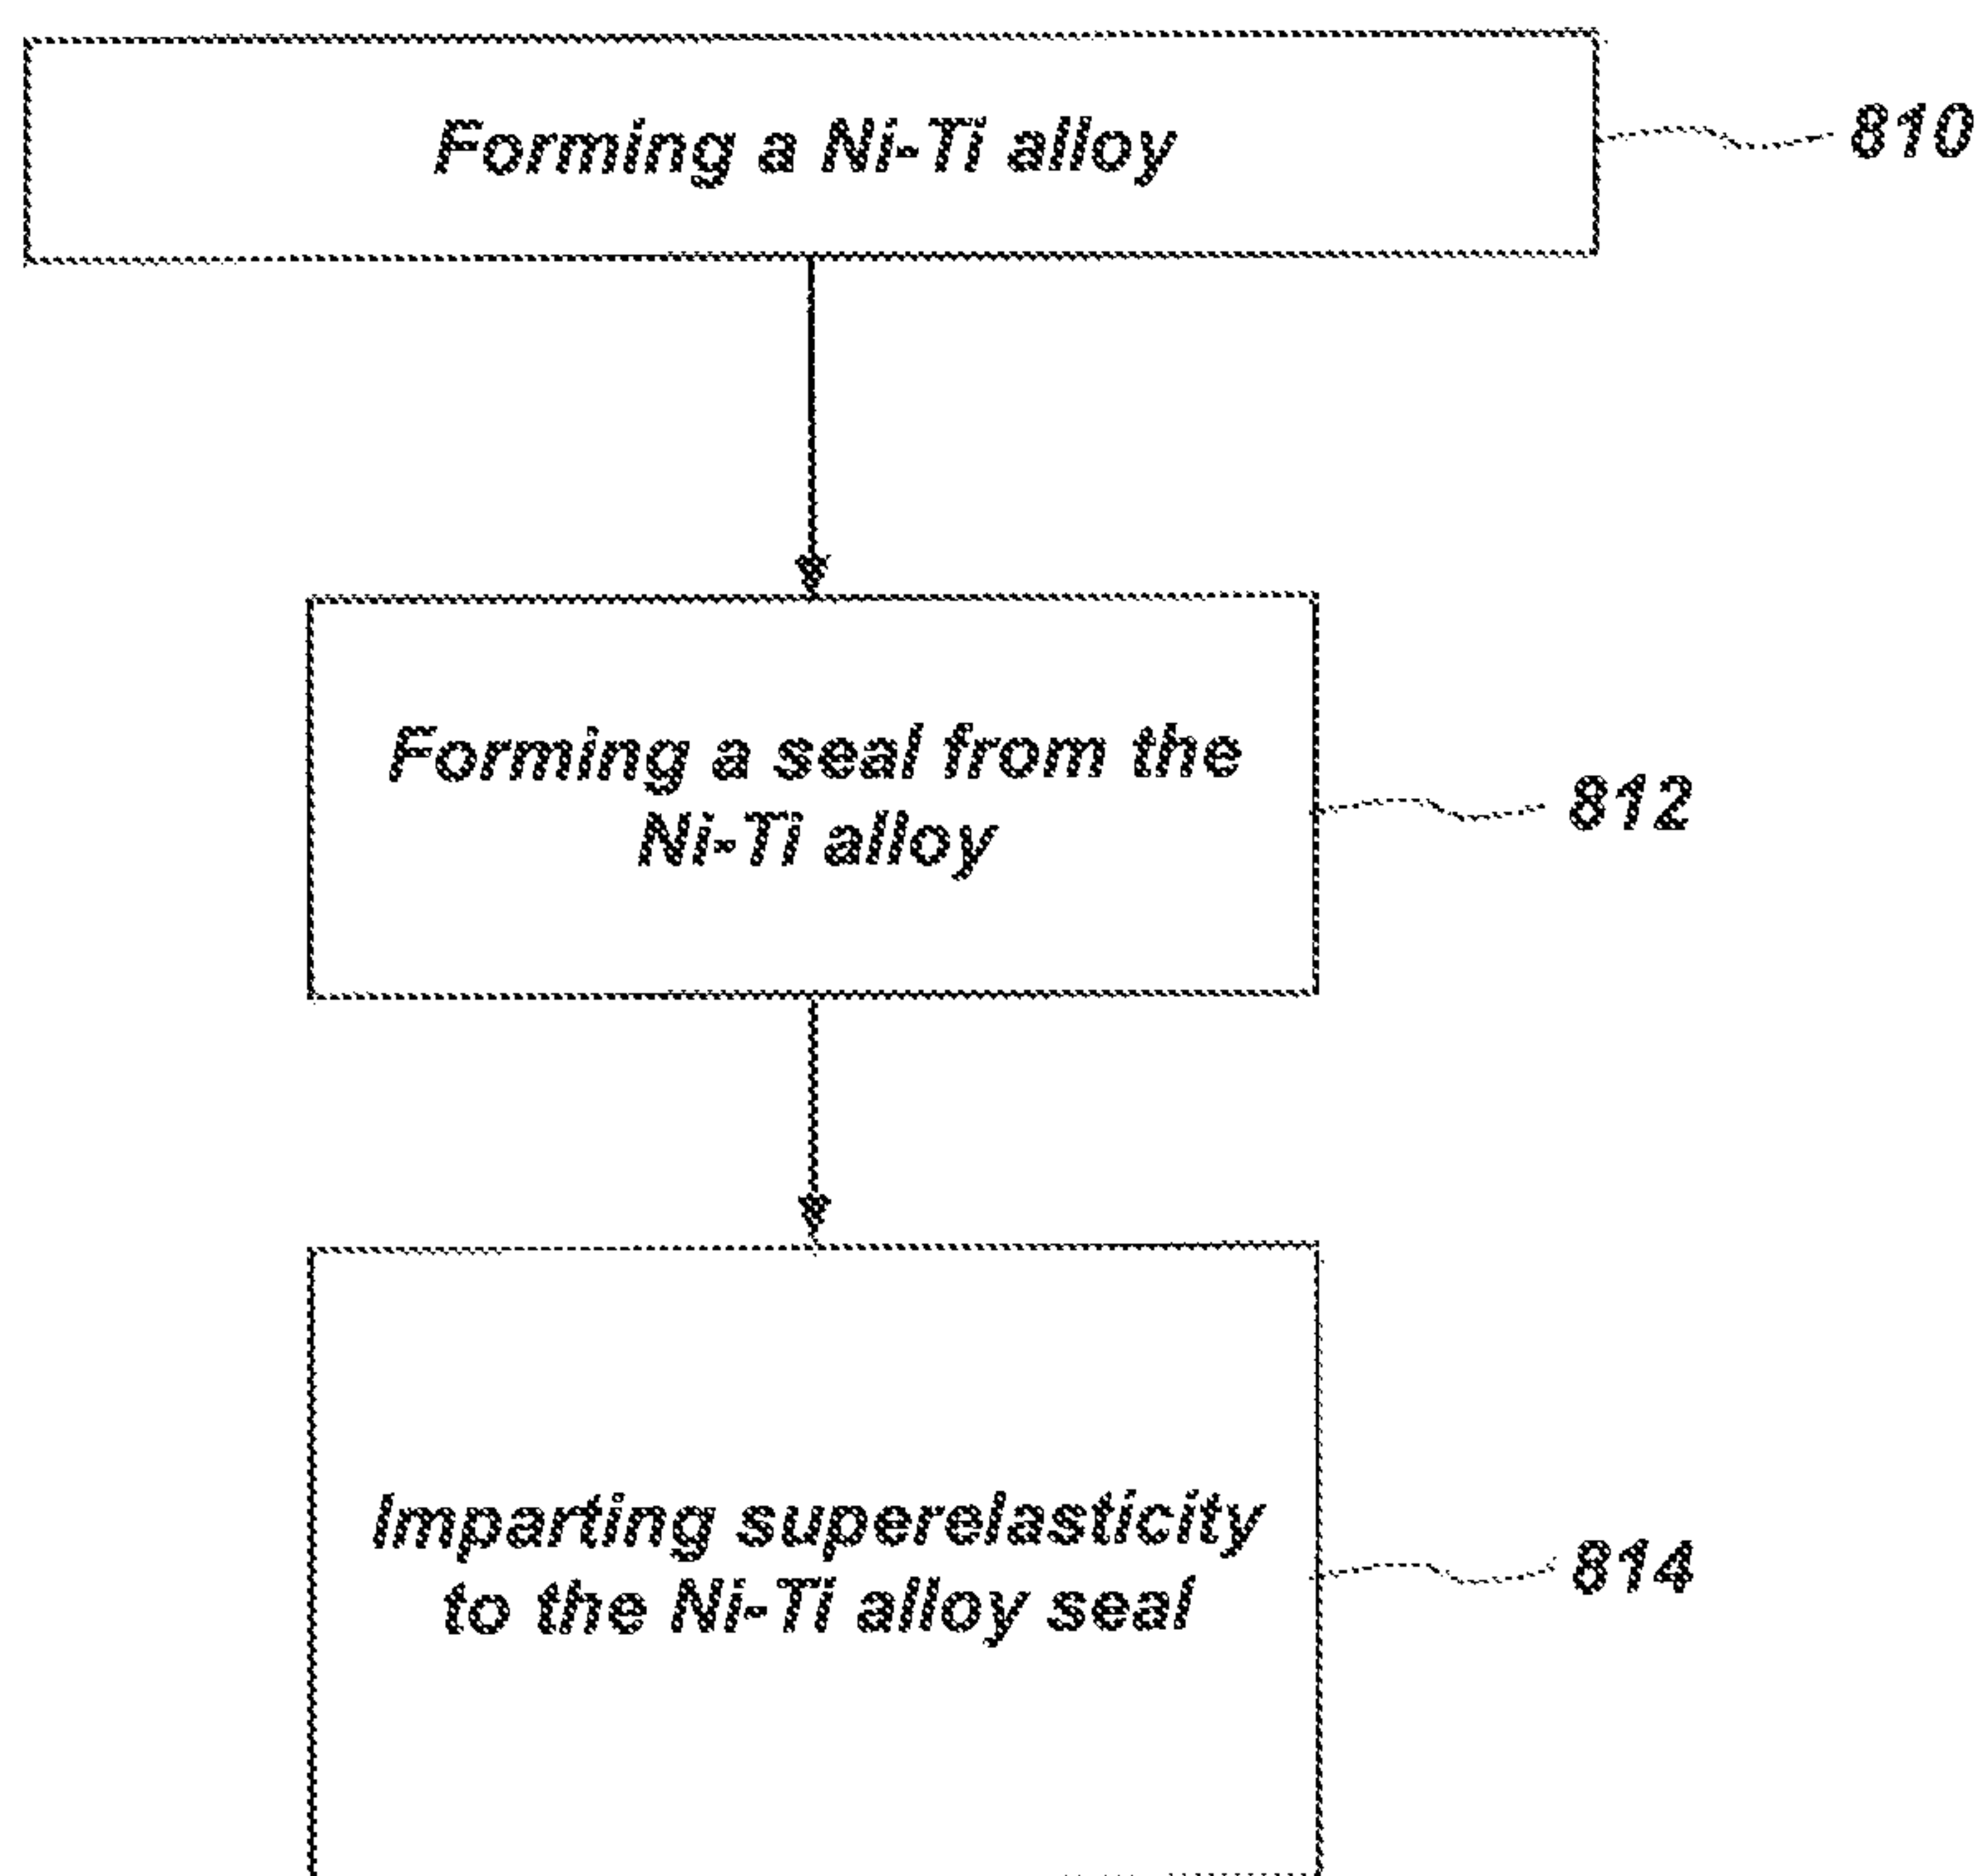 Forming a Ni-Ti alloy
810
Forming a seal from the
Ni-Ti alloy
812
Imparting superelasticity
to the Ni-Ti alloy seal
814